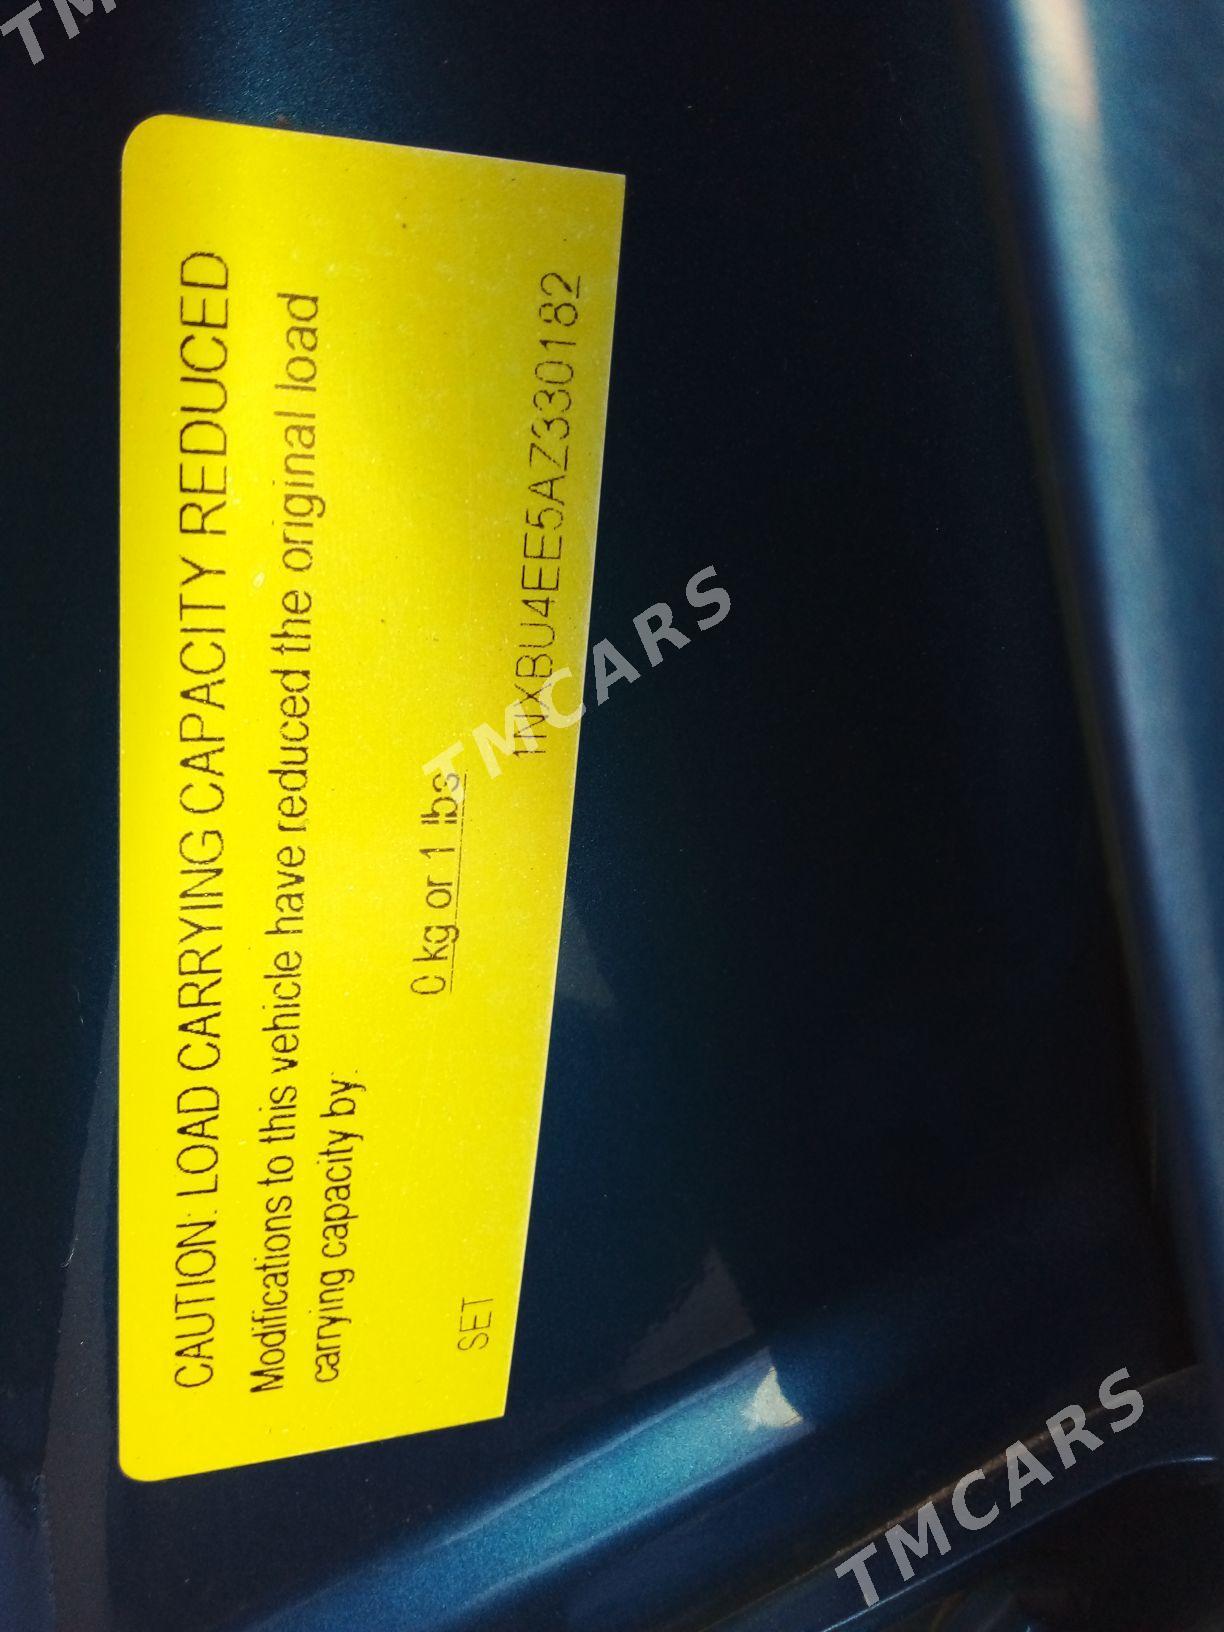 CAUTION: LOAD CARRYING CAPACITY REDUCED
Modifications to this vehicle have reduced the original load
carrying capacity by:
0 kg or 1 lbs
SET 1NXBU4EE5AZ330182
TMCARS
TMCARS
TM